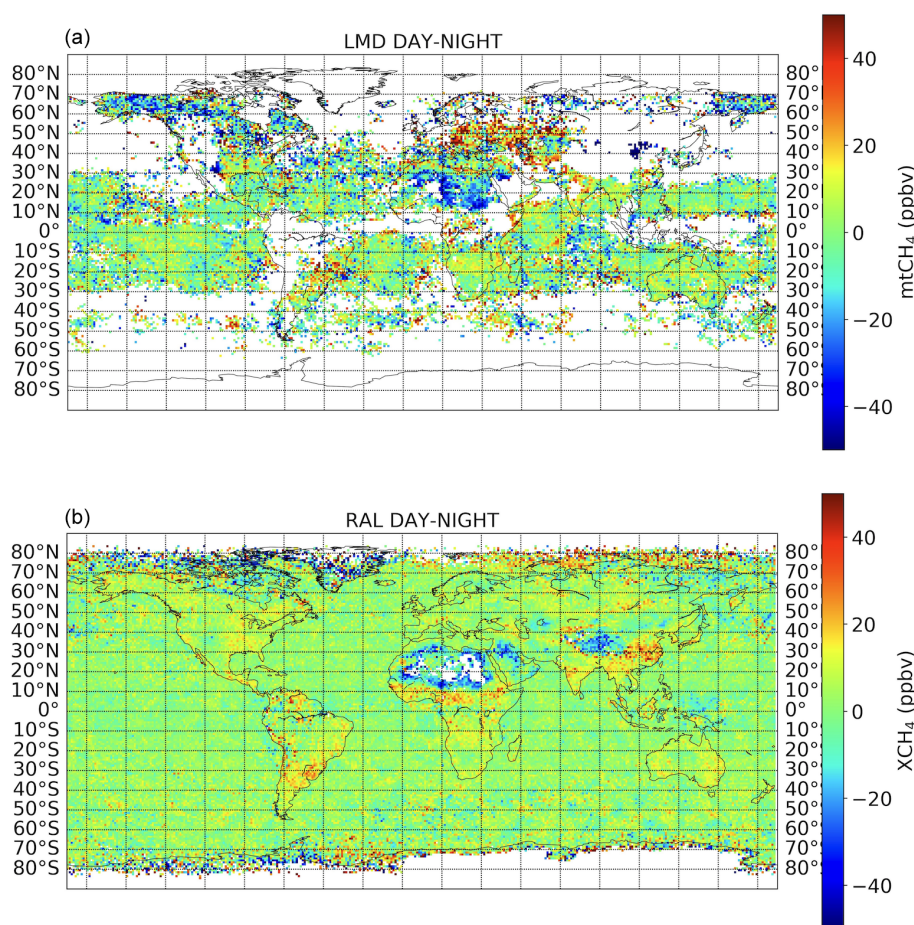 (a)
LMD DAY-NIGHT
80°N 80°
70°N 70°
60°N 60°
50°N 50°
40°N 40°
30°N 30°
20°N 20°
10°N 10°
0° 0°
10°S 10°
20°S 20°
30°S 30°
40°S 40°
50°S 50°
60°S 60°
70°S 70°
80°S 80°
40
20
0
−20
−40
mtCH₄ (ppbv)
(b)
RAL DAY-NIGHT
80°N 80°
70°N 70°
60°N 60°
50°N 50°
40°N 40°
30°N 30°
20°N 20°
10°N 10°
0° 0°
10°S 10°
20°S 20°
30°S 30°
40°S 40°
50°S 50°
60°S 60°
70°S 70°
80°S 80°
40
20
0
−20
−40
XCH₄ (ppbv)